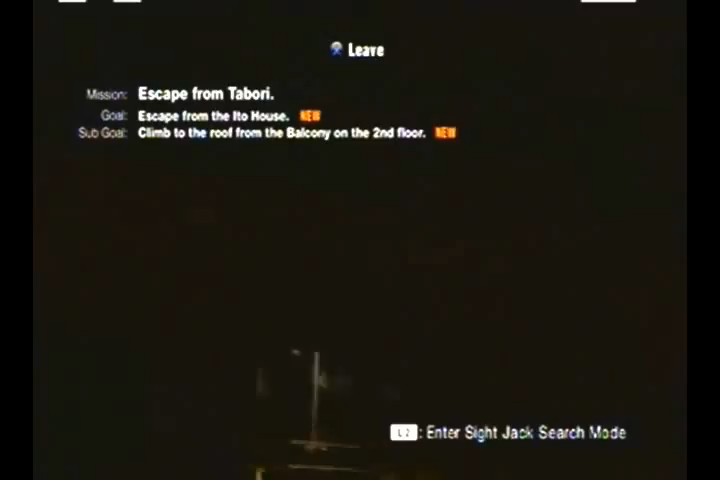 Leave
Mission: Escape from Tabori.
Goal: Escape from the Ito House. NEW
Sub Goal: Climb to the roof from the Balcony on the 2nd floor. NEW
L2 : Enter Sight Jack Search Mode